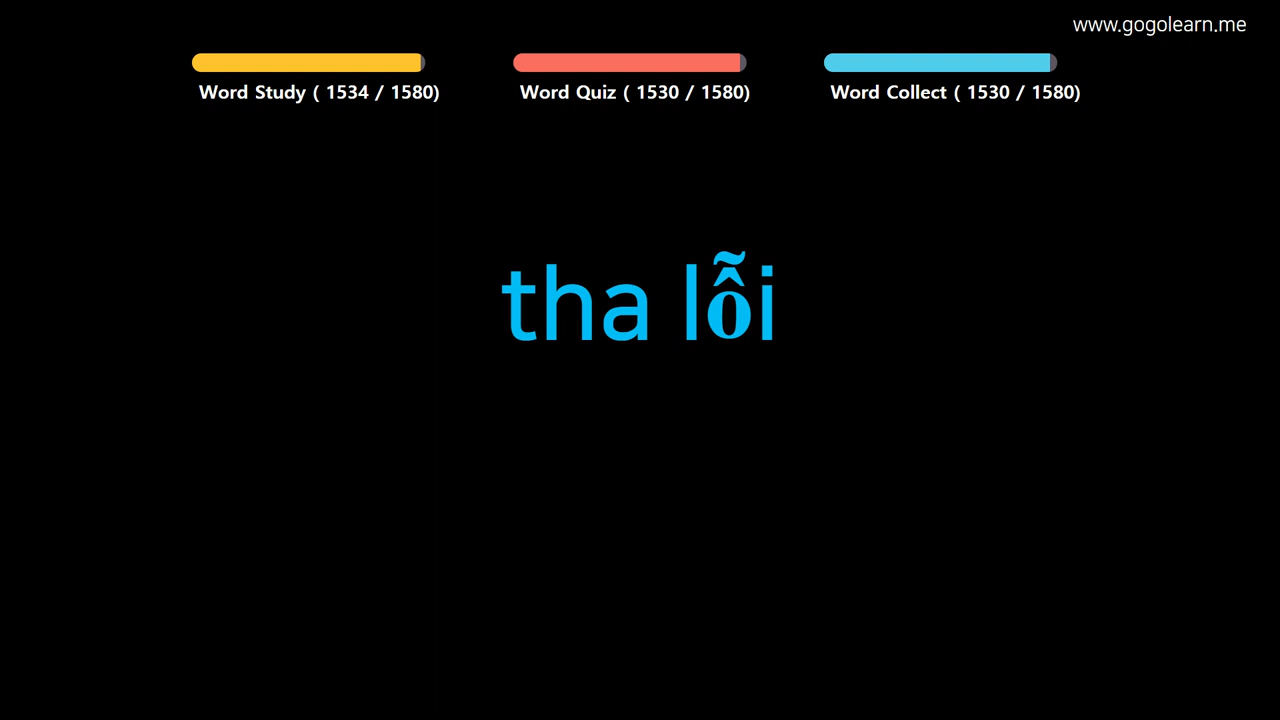 www.gogolearn.me
Word Study ( 1534 / 1580)
Word Quiz ( 1530 / 1580)
Word Collect ( 1530 / 1580)
tha lỗi